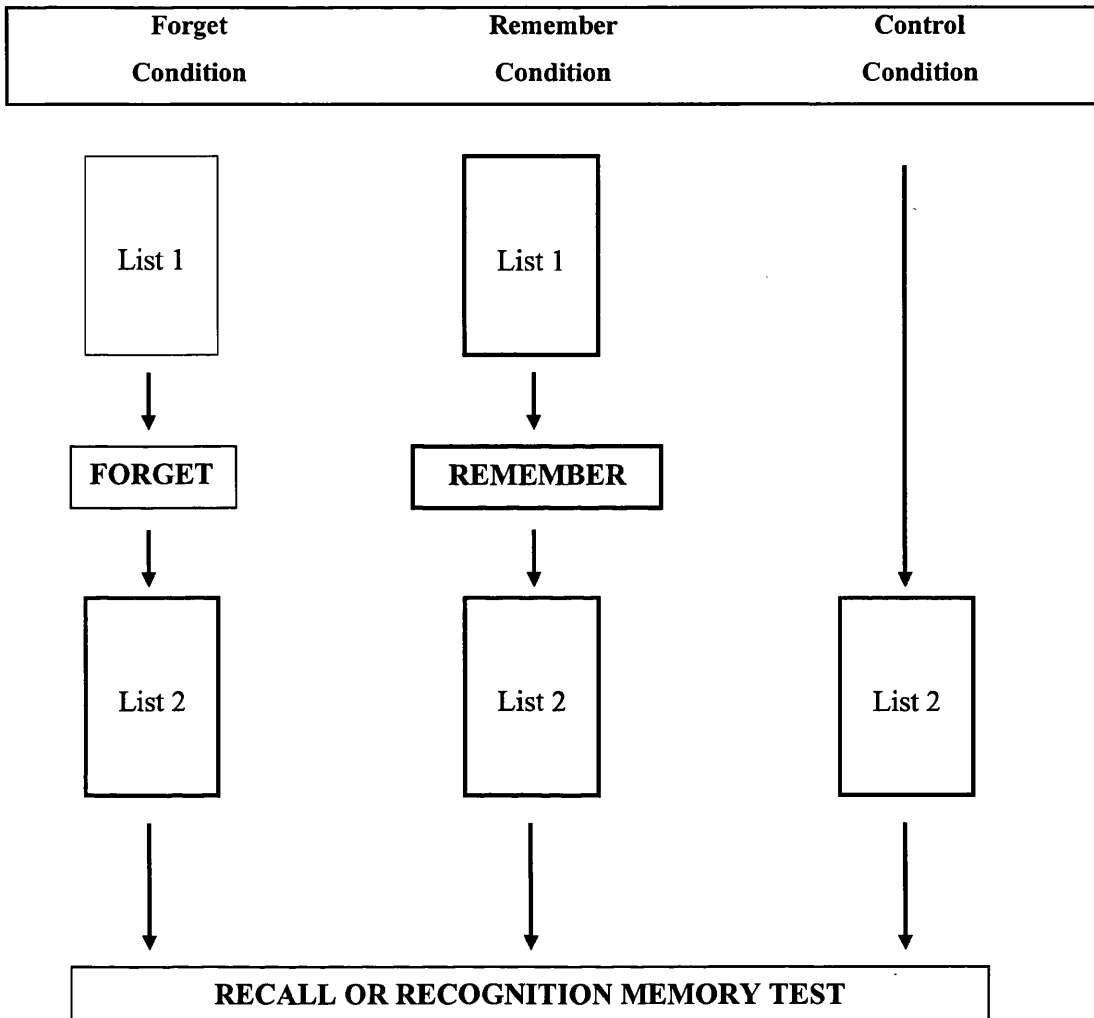 Forget
Condition
Remember
Condition
Control
Condition
List 1
List 1
FORGET
REMEMBER
List 2
List 2
List 2
RECALL OR RECOGNITION MEMORY TEST